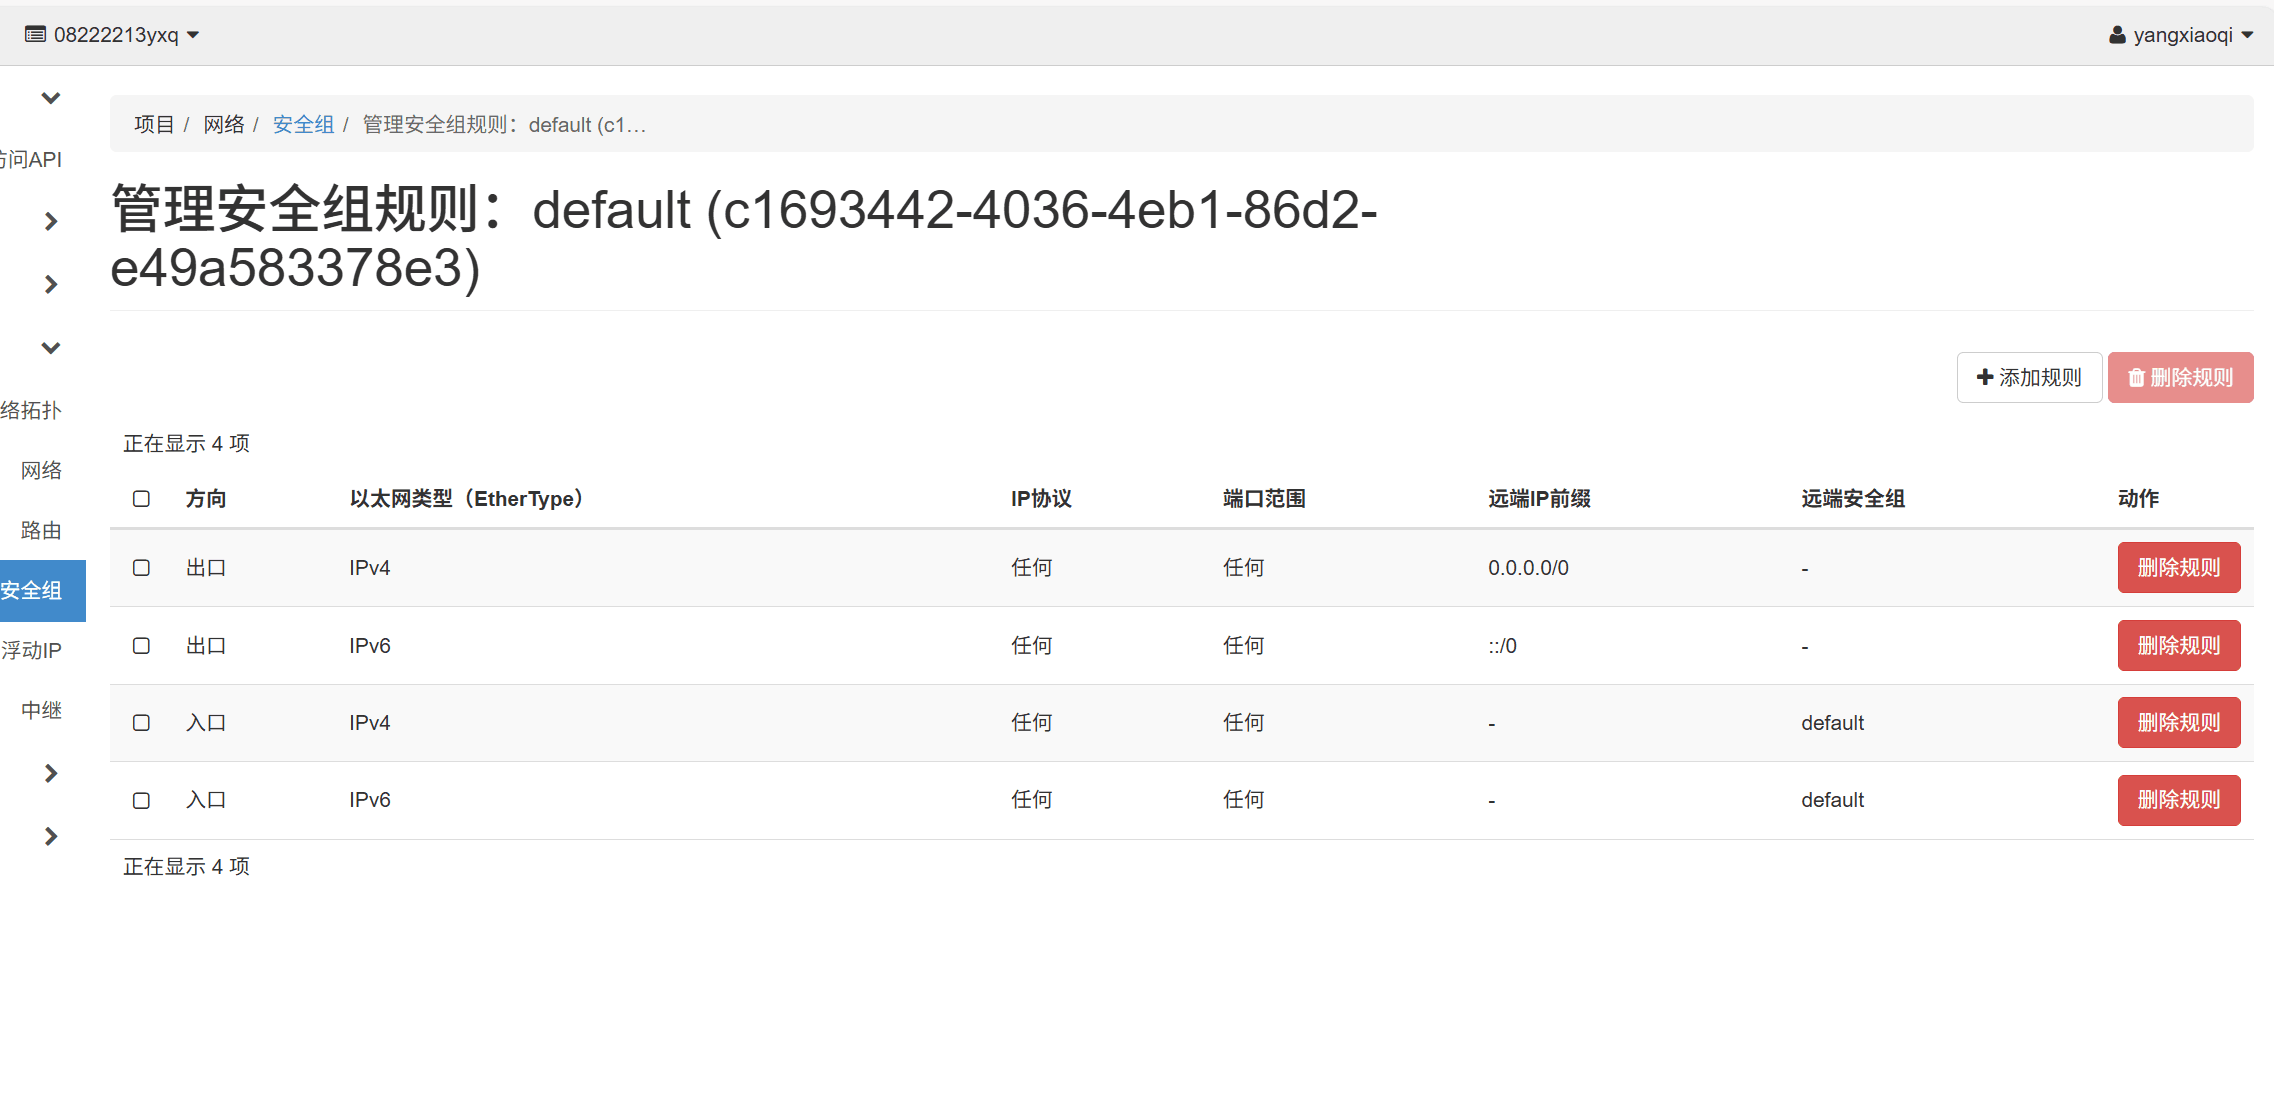 08222213yxq
yangxiaoqi
项目 / 网络 / 安全组 / 管理安全组规则：default (c1...
管理安全组规则：default (c1693442-4036-4eb1-86d2-
e49a583378e3)
问API
络拓扑
网络
路由
安全组
浮动IP
中继
添加规则 删除规则
正在显示 4 项
方向 以太网类型（EtherType） IP协议 端口范围 远端IP前缀 远端安全组 动作
出口 IPv4 任何 任何 0.0.0.0/0 - 删除规则
出口 IPv6 任何 任何 ::/0 - 删除规则
入口 IPv4 任何 任何 - default 删除规则
入口 IPv6 任何 任何 - default 删除规则
正在显示 4 项